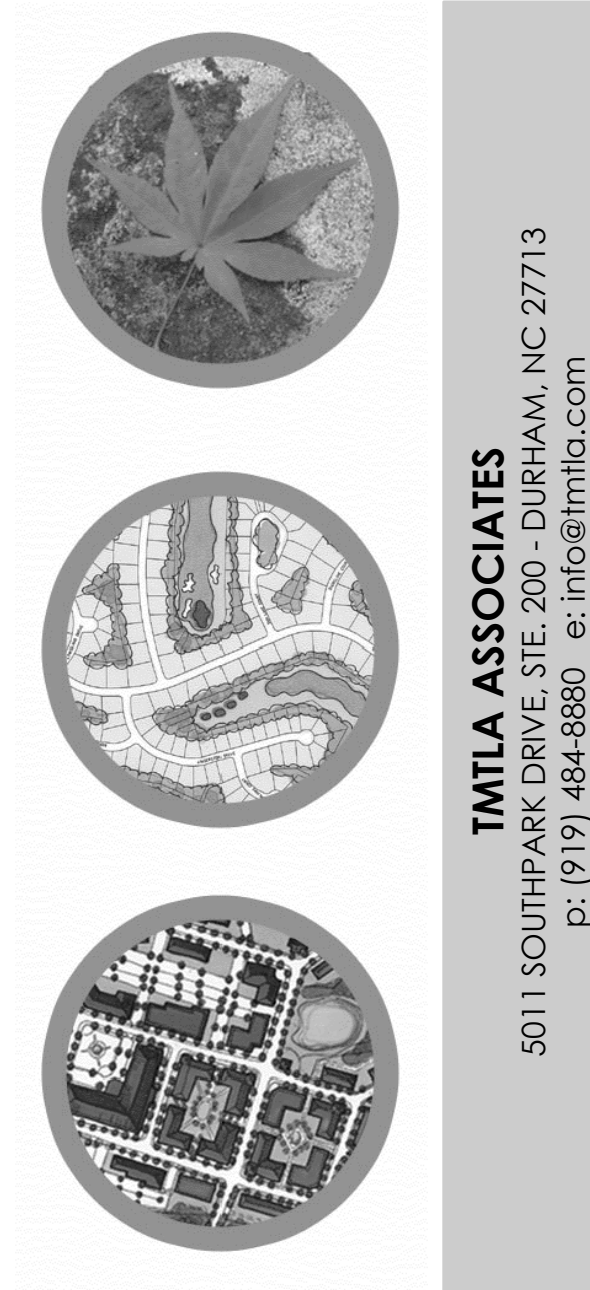 TMTLA ASSOCIATES
5011 SOUTHPARK DRIVE, STE. 200 - DURHAM, NC 27713
p: (919) 484-8880 e: info@tmtla.com